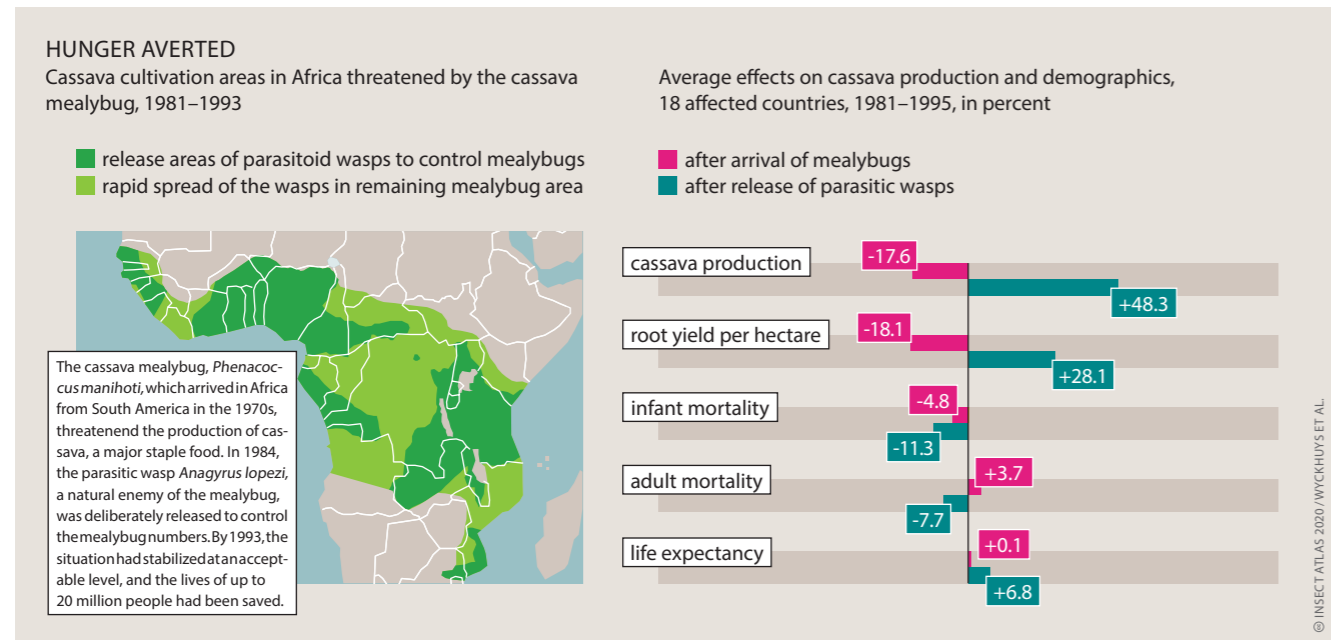 HUNGER AVERTED
Cassava cultivation areas in Africa threatened by the cassava
mealybug, 1981–1993
release areas of parasitoid wasps to control mealybugs
rapid spread of the wasps in remaining mealybug area
The cassava mealybug, Phenacoc-
cus manihoti, which arrived in Africa
from South America in the 1970s,
threatenend the production of cas-
sava, a major staple food. In 1984,
the parasitic wasp Anagyrus lopezi,
a natural enemy of the mealybug,
was deliberately released to control
the mealybug numbers. By 1993, the
situation had stabilized at an accept-
able level, and the lives of up to
20 million people had been saved.
Average effects on cassava production and demographics,
18 affected countries, 1981–1995, in percent
after arrival of mealybugs
after release of parasitic wasps
cassava production
-17.6
+48.3
root yield per hectare
-18.1
+28.1
infant mortality
-4.8
-11.3
adult mortality
+3.7
-7.7
life expectancy
+0.1
+6.8
INSECT ATLAS 2020 / WYCKHUYS ET AL.